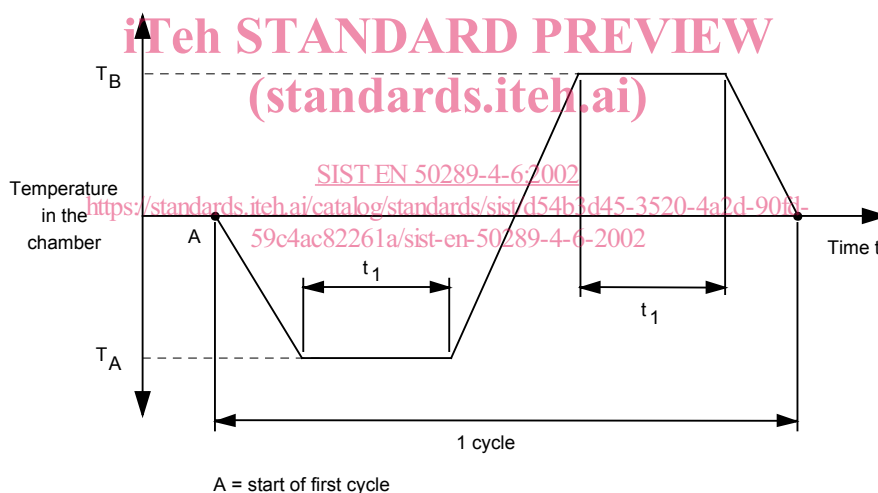 iTeh STANDARD PREVIEW
(standards.iteh.ai)
T B
SIST EN 50289-4-6:2002
https://standards.iteh.ai/catalog/standards/sist/d54b3d45-3520-4a2d-90fd-
59c4ac82261a/sist-en-50289-4-6-2002
Temperature
in the
chamber
A
Time t
t 1
t 1
T A
1 cycle
A = start of first cycle